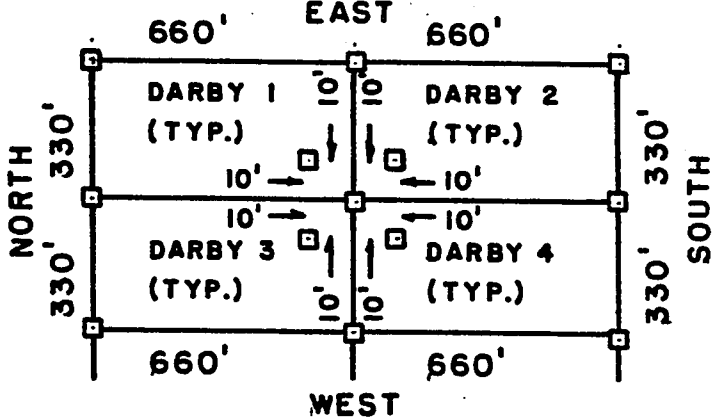 EAST
660' 660'
DARBY 1 10' 10' DARBY 2
(TYP.) (TYP.)
330' 330'
10' 10'
NORTH SOUTH
10' 10'
DARBY 3 DARBY 4
(TYP.) (TYP.)
330' 10' 10' 330'
660' 660'
WEST